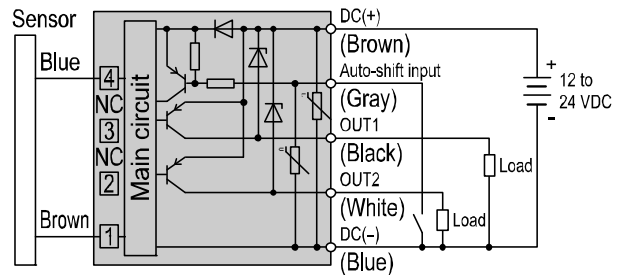 Sensor
Blue
4
NC
3
NC
2
Brown
1
Main circuit
DC(+)
(Brown)
Auto-shift input
(Gray)
OUT1
(Black)
OUT2
(White)
DC(−)
(Blue)
Load
Load
+
12 to
24 VDC
-